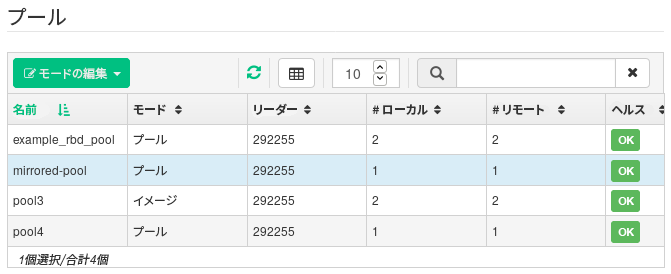 プール
モードの編集
10
名前 モード リーダー # ローカル # リモート ヘルス
example_rbd_pool プール 292255 2 2 OK
mirrored-pool プール 292255 1 1 OK
pool3 イメージ 292255 2 2 OK
pool4 プール 292255 1 1 OK
1個選択/合計4個